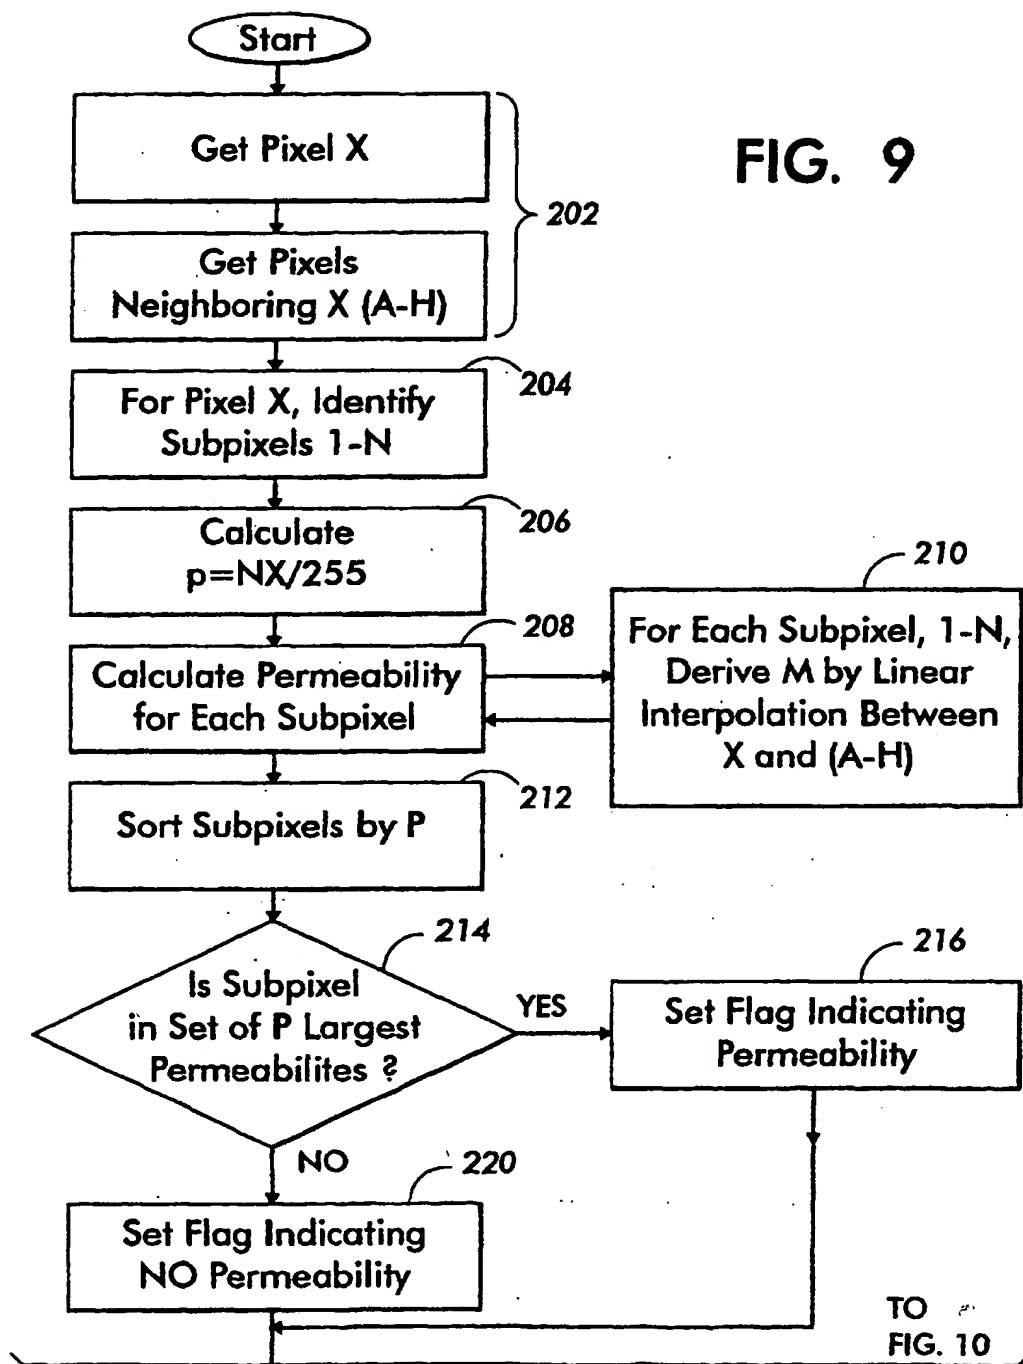 Start
Get Pixel X
FIG. 9
202
Get Pixels
Neighboring X (A-H)
204
For Pixel X, Identify
Subpixels 1-N
206
Calculate
p=NX/255
210
208
For Each Subpixel, 1-N,
Derive M by Linear
Interpolation Between
X and (A-H)
Calculate Permeability
for Each Subpixel
212
Sort Subpixels by P
214
Is Subpixel
in Set of P Largest
Permeabilites ?
YES
216
Set Flag Indicating
Permeability
NO
220
Set Flag Indicating
NO Permeability
TO
FIG. 10